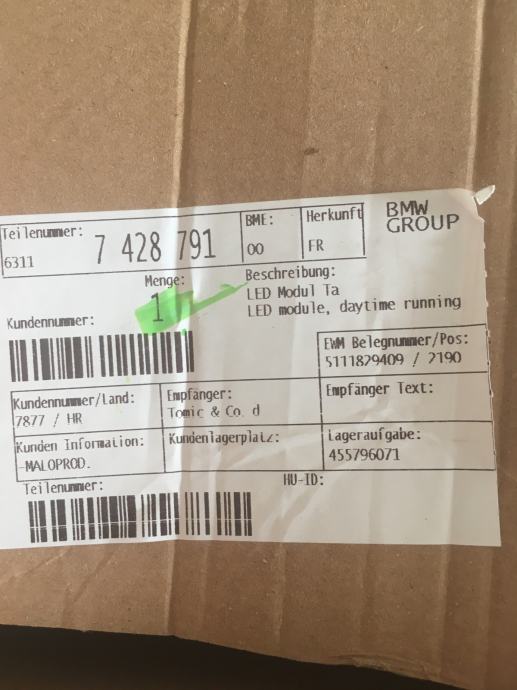 Teilenummer:
6311
7 428 791
BME:
00
Herkunft
FR
BMW
GROUP
Menge:
1
Beschreibung:
LED Modul Ta
LED module, daytime running
Kundennummer:
EWM Belegnummer/Pos:
5111829409 / 2190
Kundennummer/Land:
7877 / HR
Empfänger:
Tomic & Co. d
Empfänger Text:
Kunden Information:
-MALOPROD.
Kundenlagerplatz:
Lageraufgabe:
455796071
Teilenummer:
HU-ID: